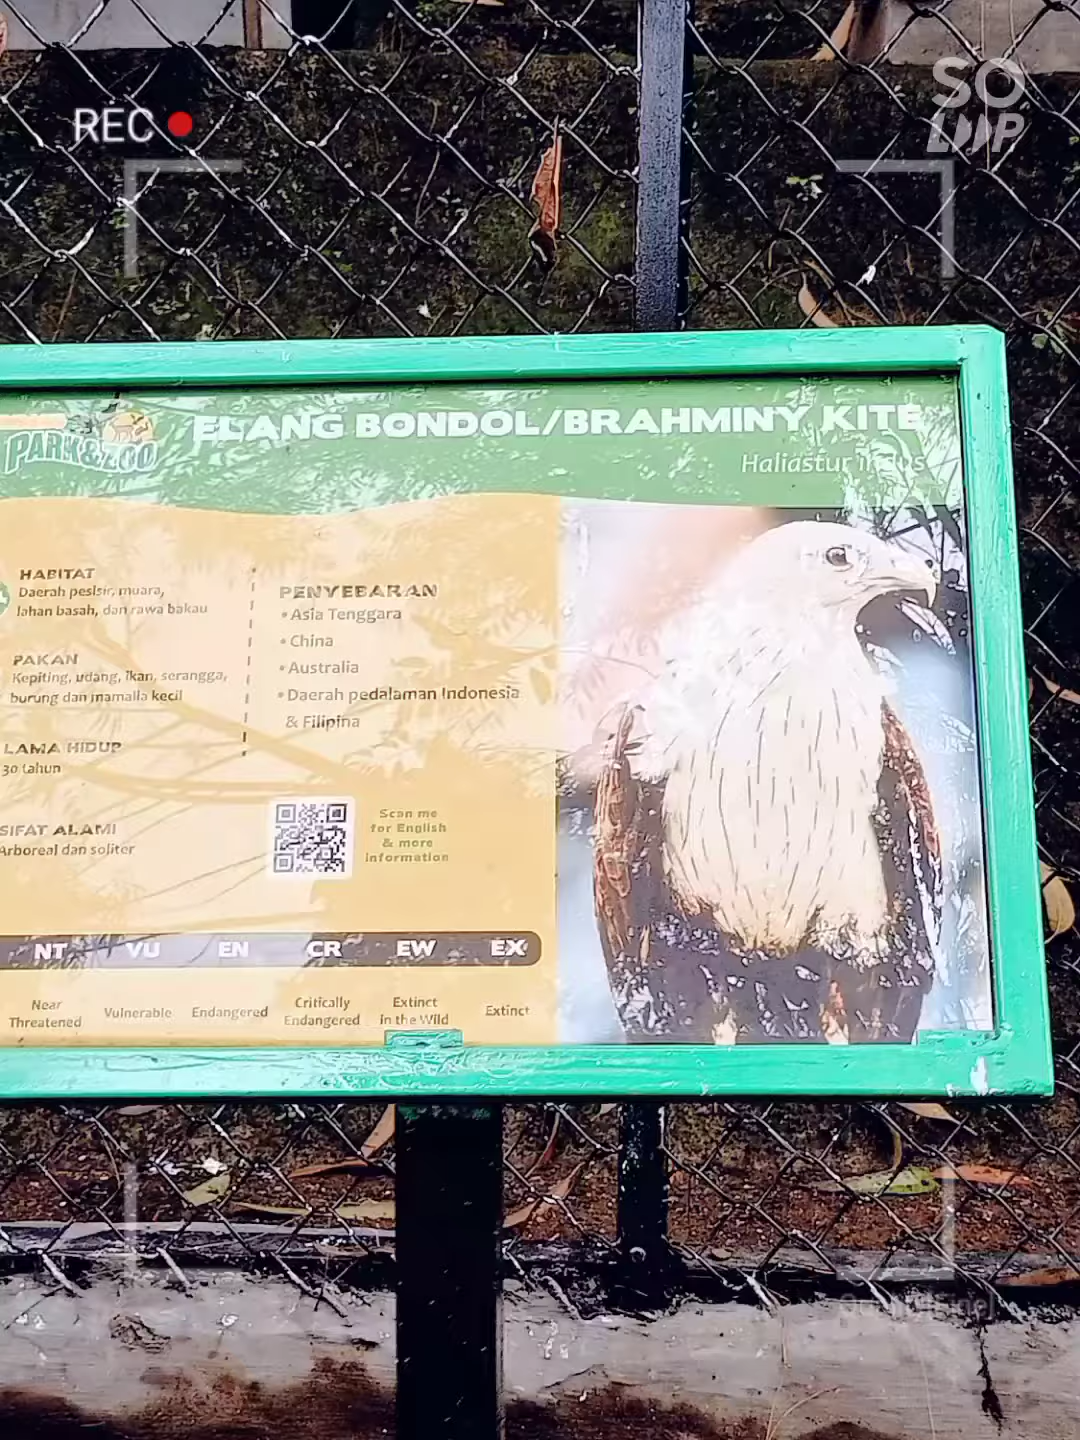 REC
SO
PARK & ZOO
ELANG BONDOL/BRAHMINY KITE
Haliastur indus
HABITAT
Daerah pesisir, muara,
lahan basah, dan rawa bakau
PAKAN
Kepiting, udang, ikan, serangga,
burung dan mamalia kecil
LAMA HIDUP
30 tahun
SIFAT ALAMI
Arboreal dan soliter
PENYEBARAN
• Asia Tenggara
• China
• Australia
• Daerah pedalaman Indonesia
& Filipina
Scan me
for English
& more
information
NT VU EN CR EW EX
Near
Threatened
Vulnerable
Endangered
Critically
Endangered
Extinct
in the Wild
Extinct